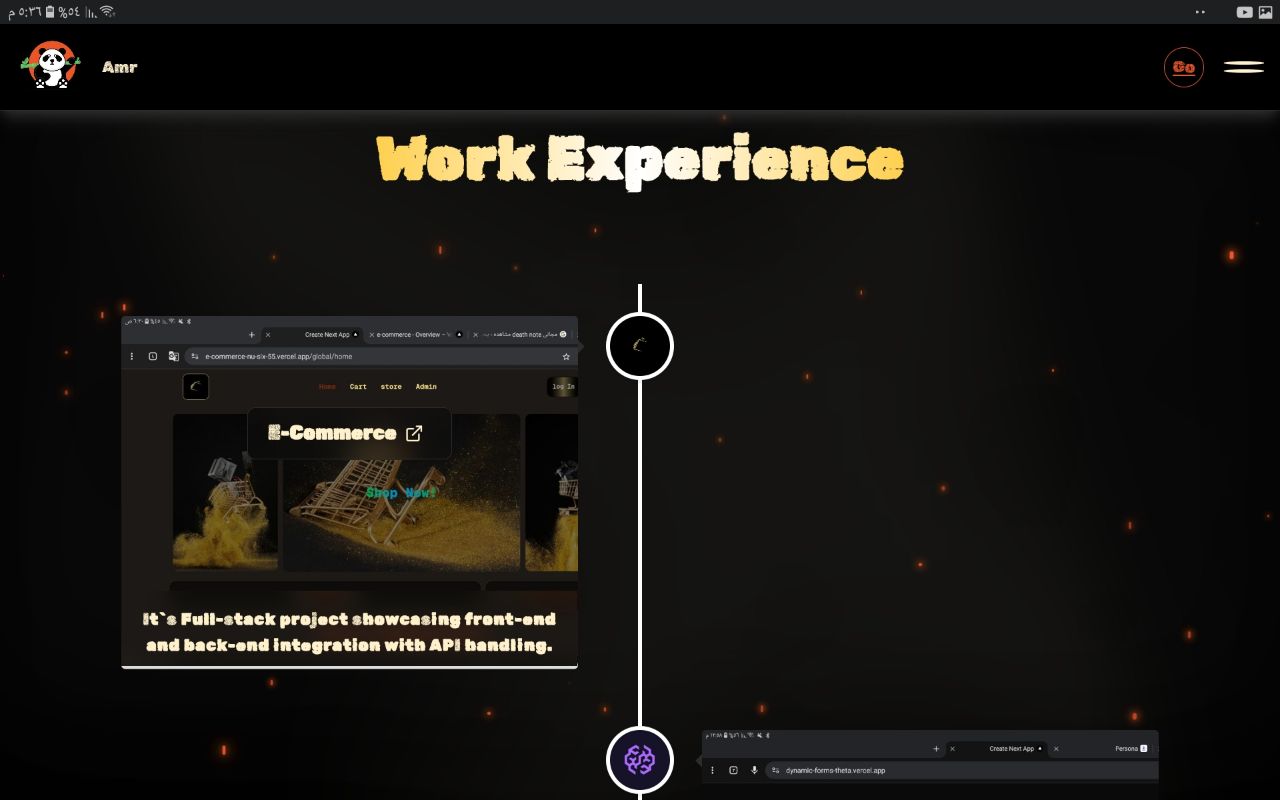 ٥:٣٦ م
%٥٤
Amr
Go
Work Experience
Create Next App
e-commerce - Overview
death note
e-commerce-nu-six-55.vercel.app/global/home
Home Cart store Admin
log In
E-Commerce
Shop Now!
It`s Full-stack project showcasing front-end
and back-end integration with API handling.
Create Next App
Persona
dynamic-forms-theta.vercel.app